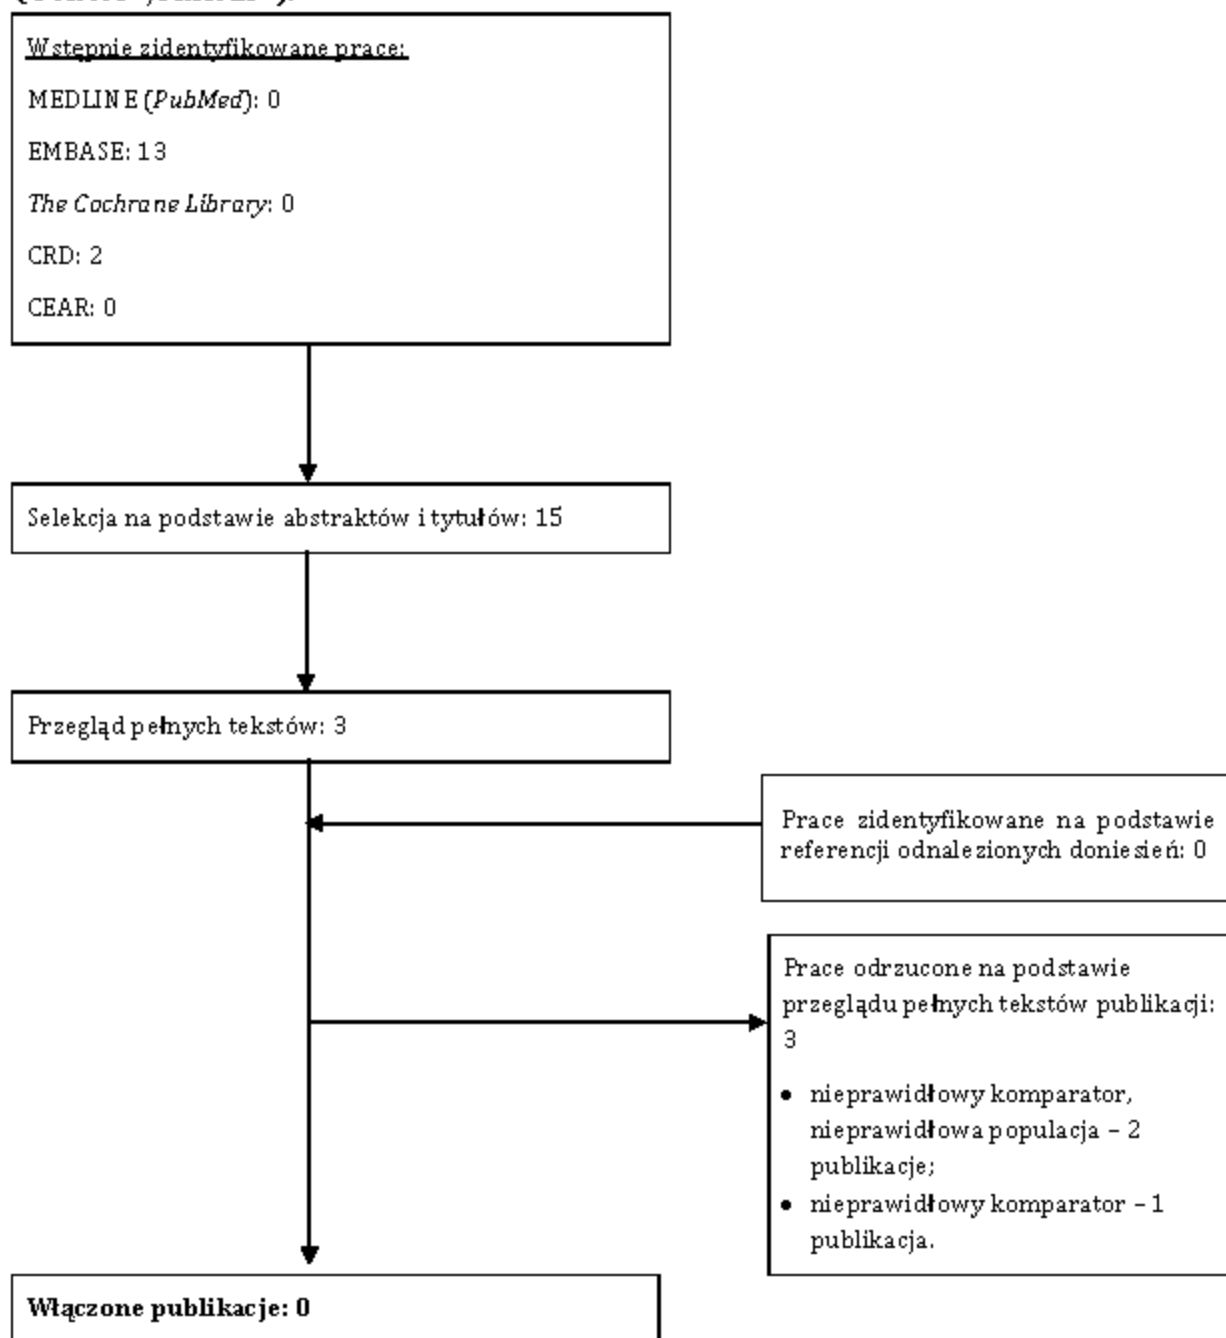 Wstępnie zidentyfikowane prace:
MEDLINE (PubMed): 0
EMBASE: 13
The Cochrane Library: 0
CRD: 2
CEAR: 0
Selekcja na podstawie abstraktów i tytułów: 15
Przegląd pełnych tekstów: 3
Prace zidentyfikowane na podstawie
referencji odnalezionych doniesień: 0
Prace odrzucone na podstawie
przeglądu pełnych tekstów publikacji:
3
• nieprawidłowy komparator,
nieprawidłowa populacja – 2
publikacje;
• nieprawidłowy komparator – 1
publikacja.
Włączone publikacje: 0